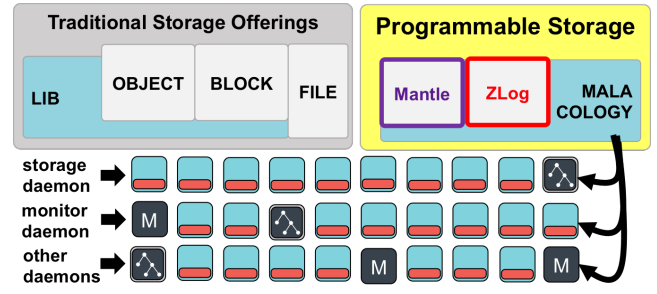 Traditional Storage Offerings
LIB
OBJECT
BLOCK
FILE
Programmable Storage
Mantle
ZLog
MALA
COLOGY
storage
daemon
monitor
daemon
M
other
daemons
M
M